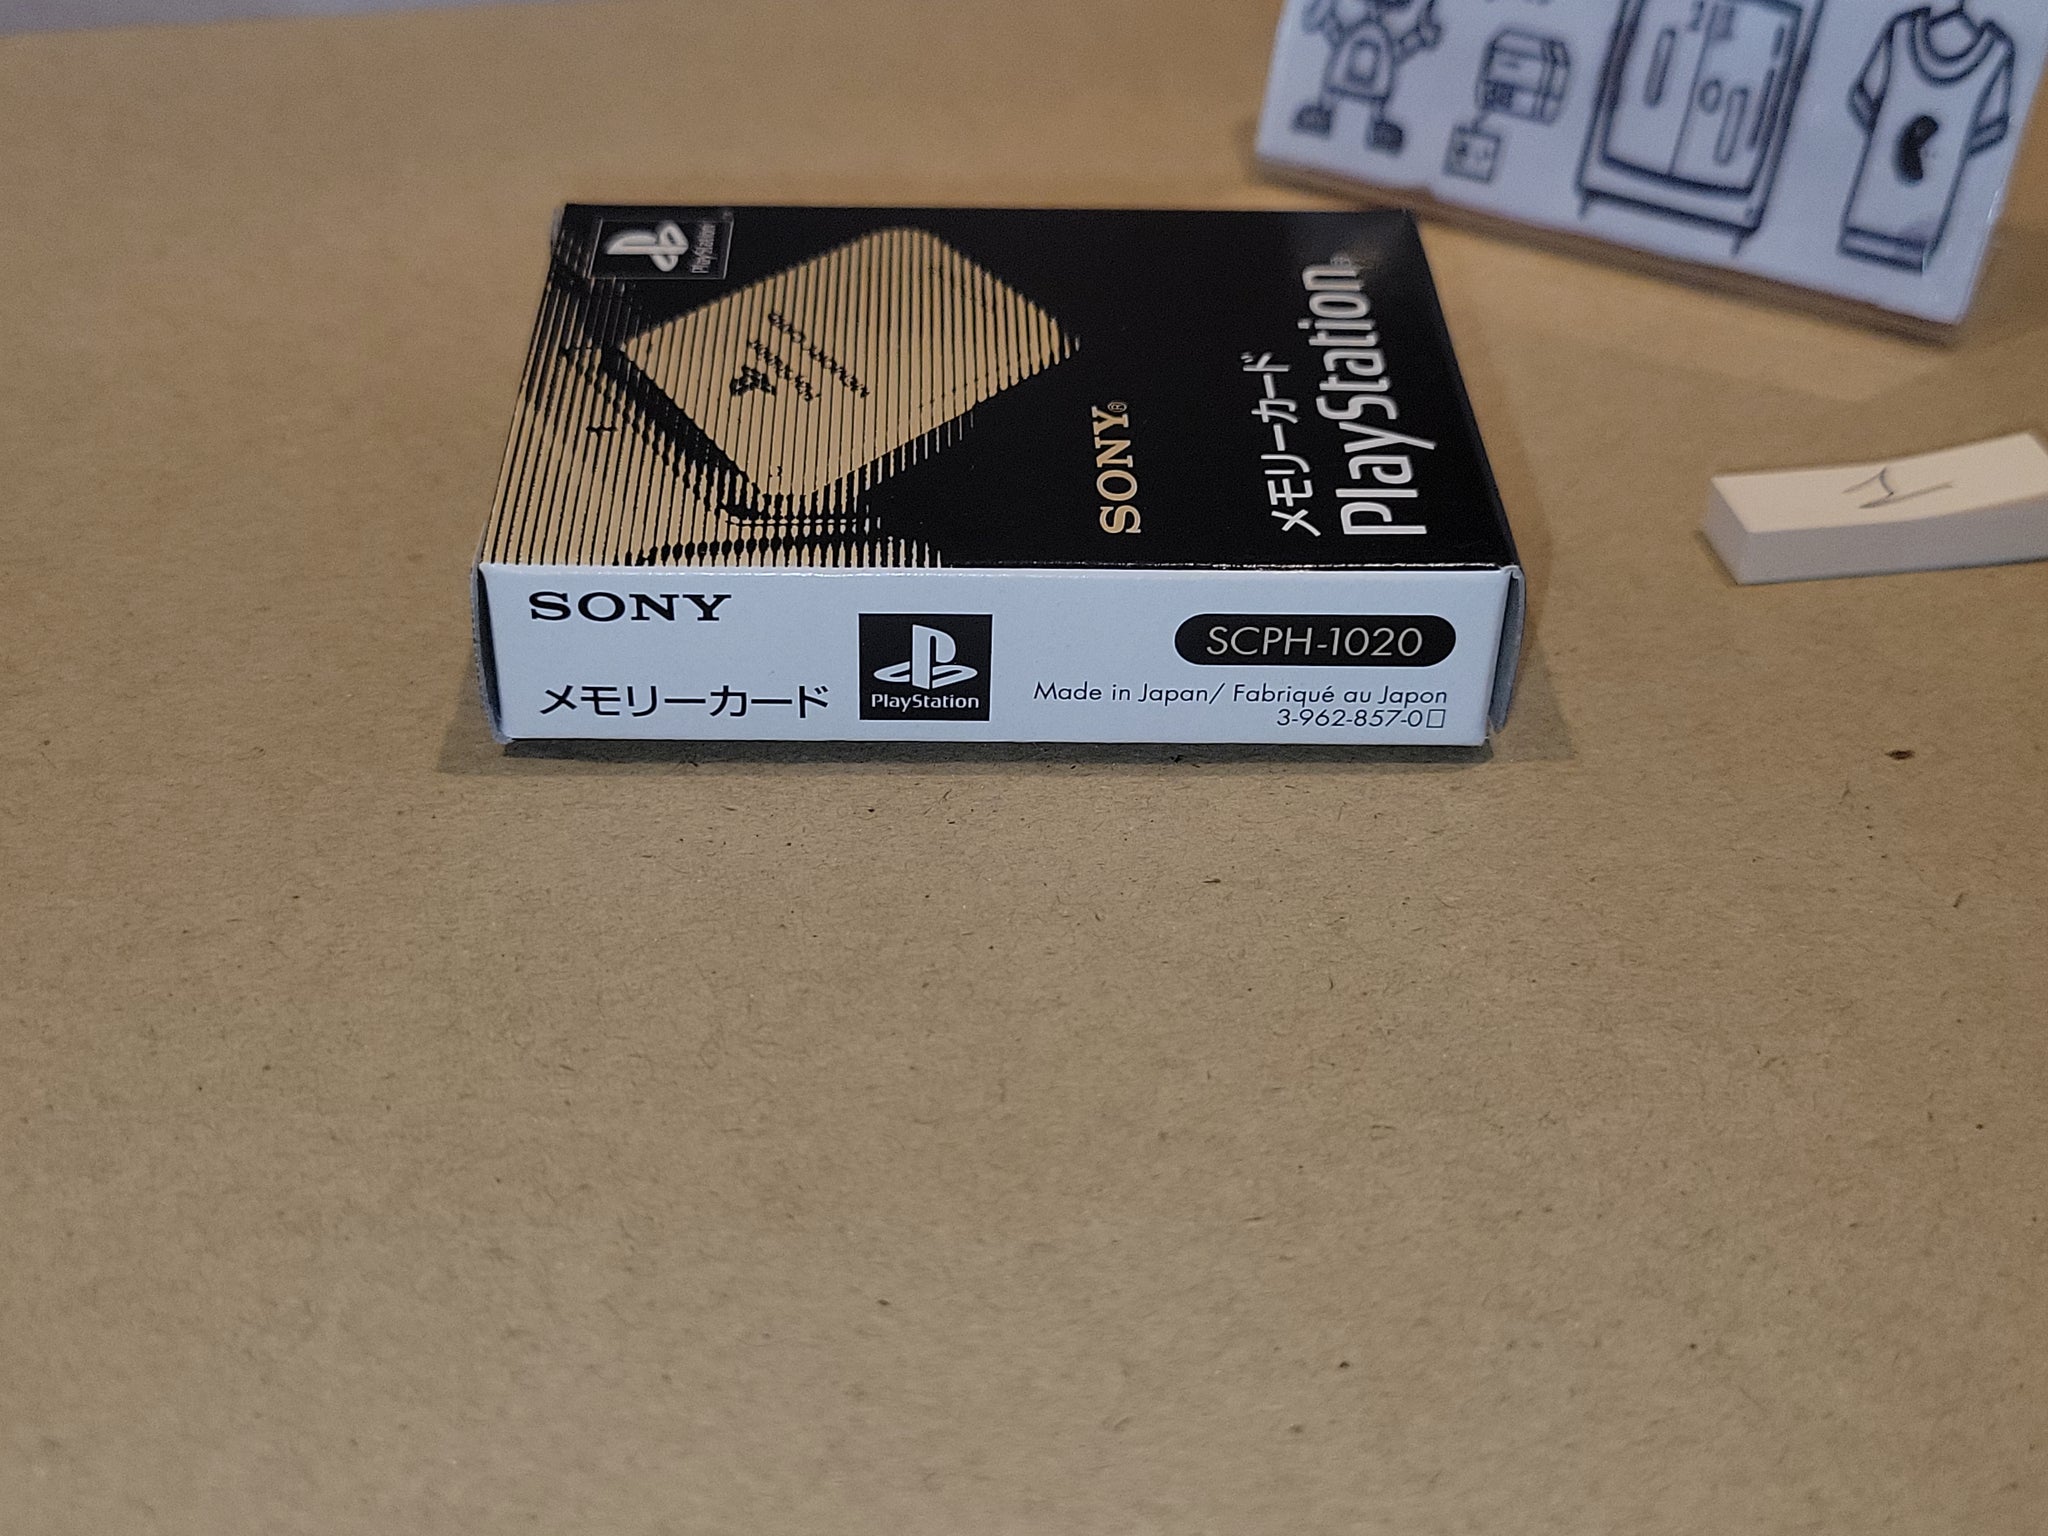 PlayStation
SONY®
メモリーカード
PlayStation®
SONY
メモリーカード
PlayStation
SCPH-1020
Made in Japan/ Fabriqué au Japon
3-962-857-0□